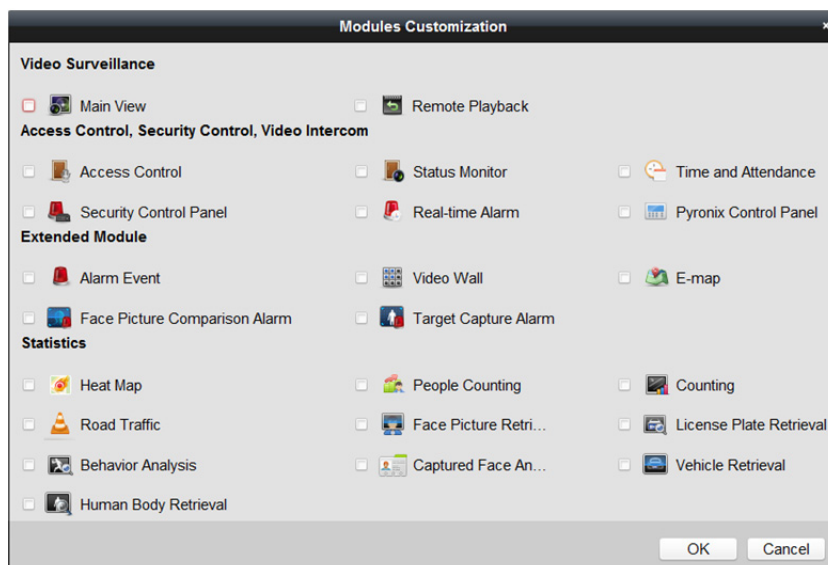 Modules Customization
Video Surveillance
Main View Remote Playback
Access Control, Security Control, Video Intercom
Access Control Status Monitor Time and Attendance
Security Control Panel Real-time Alarm Pyronix Control Panel
Extended Module
Alarm Event Video Wall E-map
Face Picture Comparison Alarm Target Capture Alarm
Statistics
Heat Map People Counting Counting
Road Traffic Face Picture Retri... License Plate Retrieval
Behavior Analysis Captured Face An... Vehicle Retrieval
Human Body Retrieval
OK Cancel